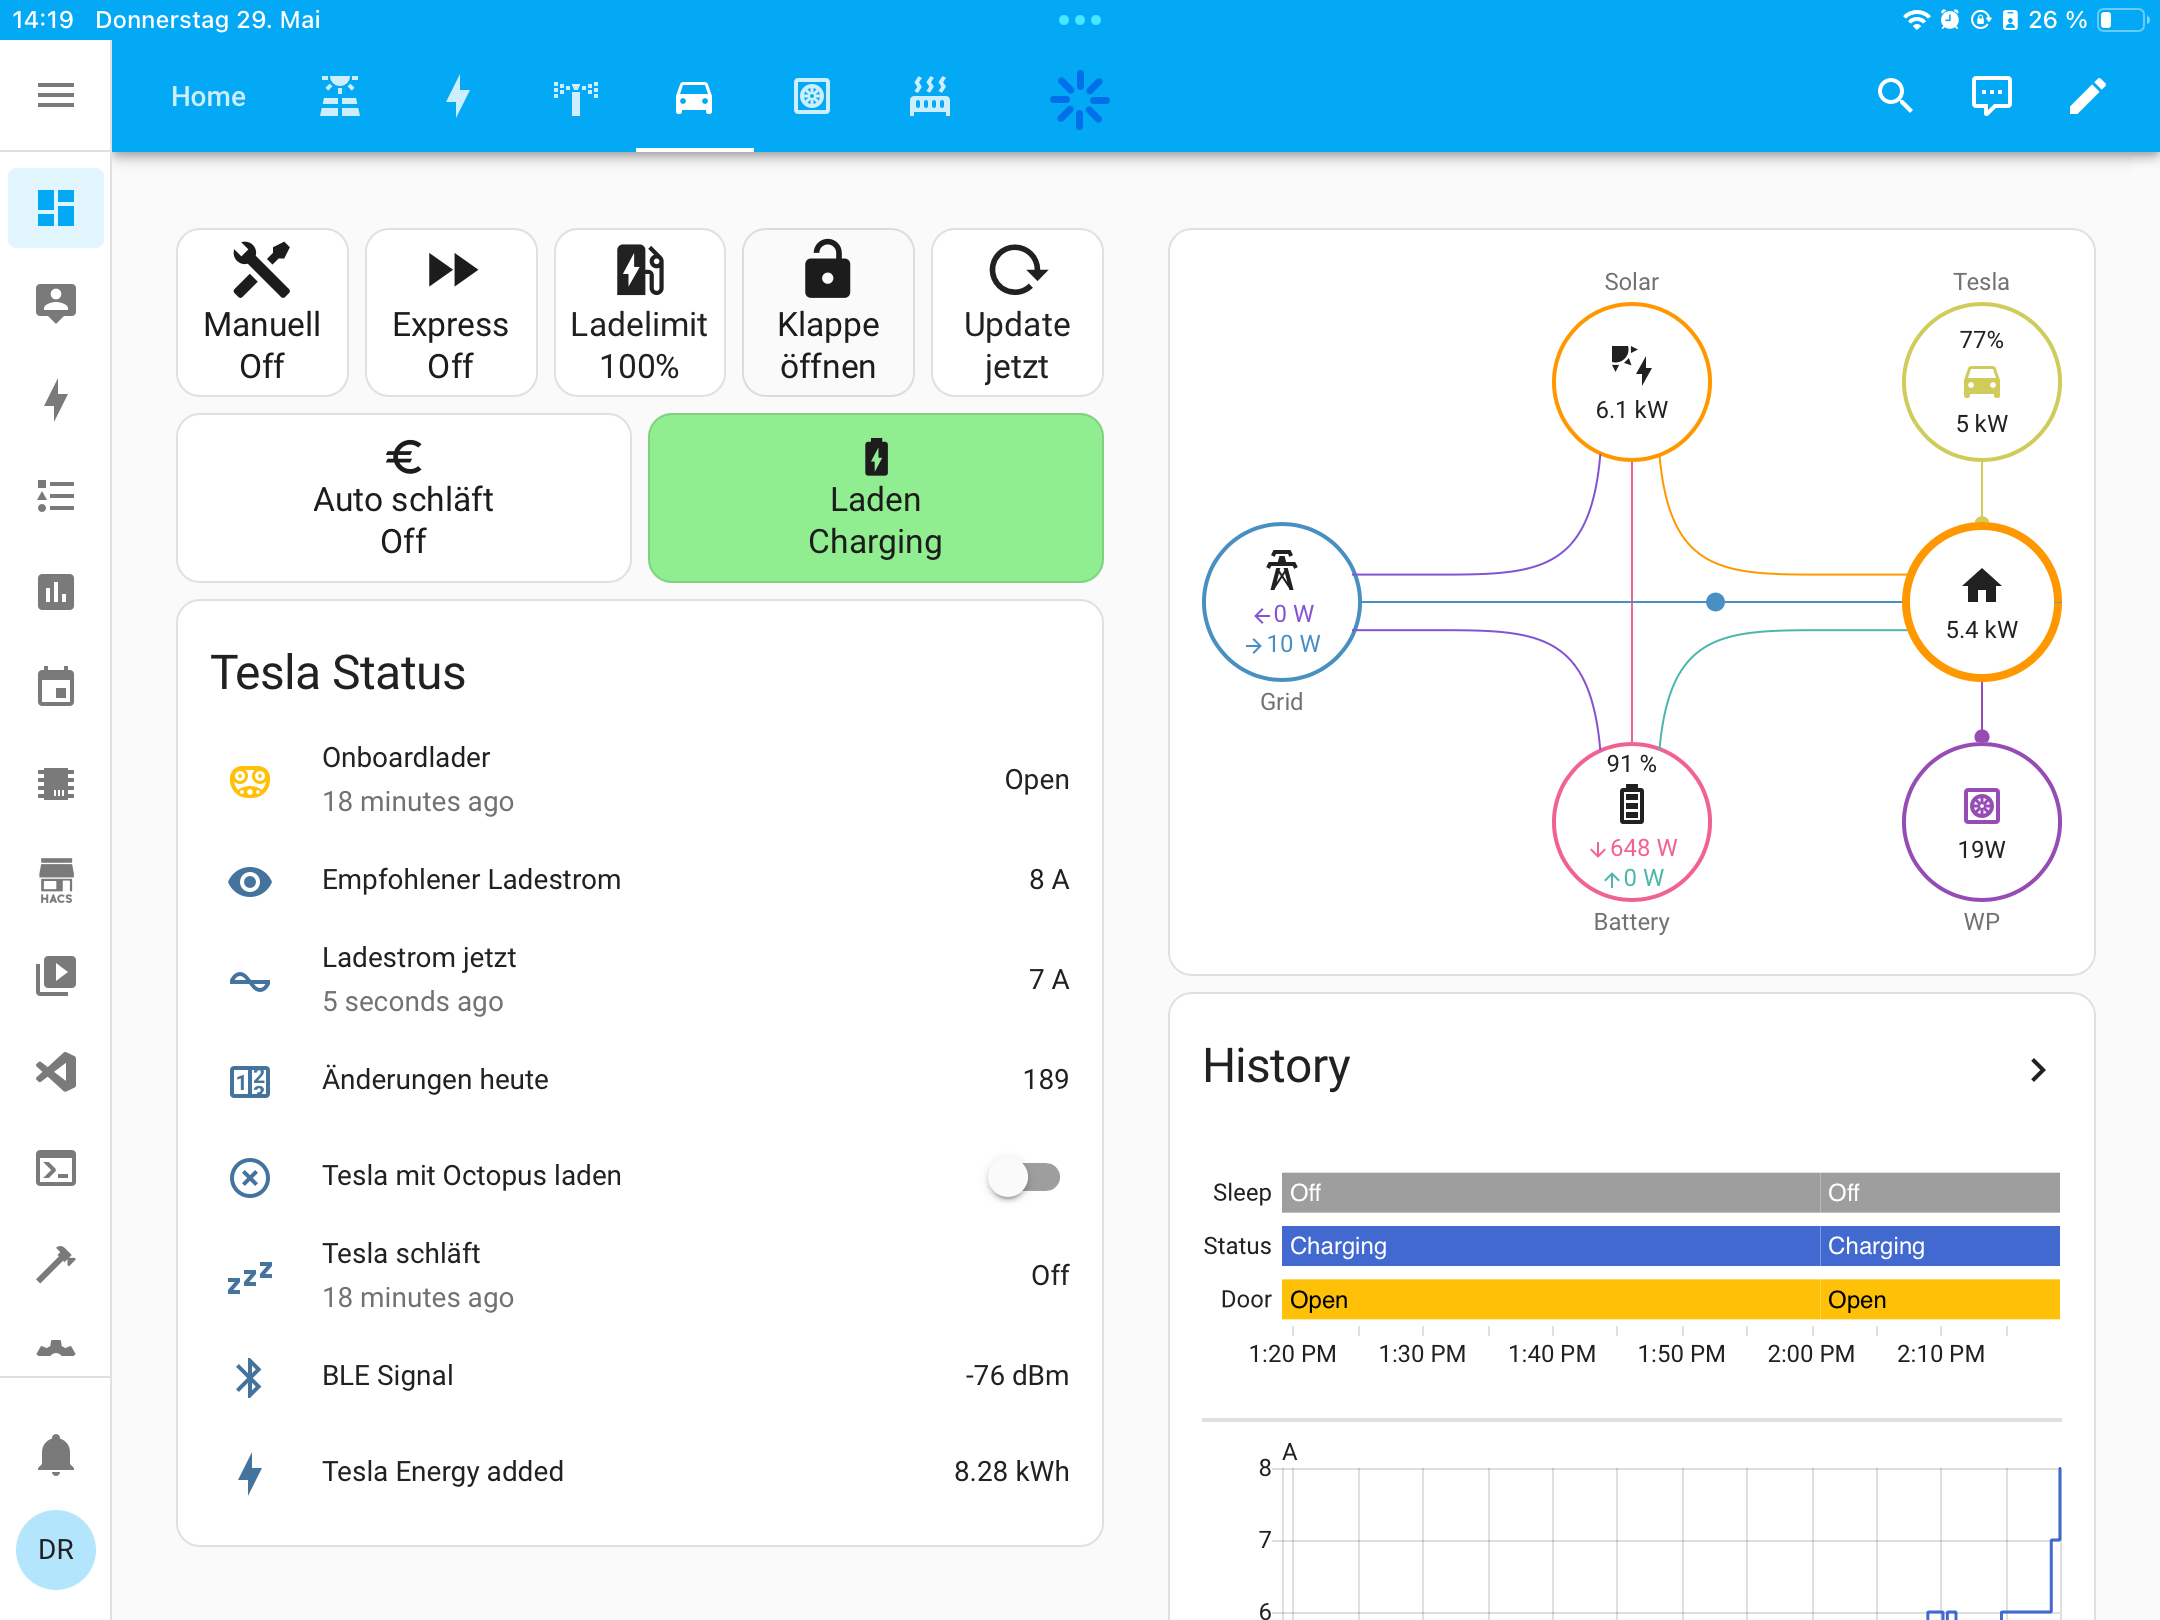 14:19 Donnerstag 29. Mai
26 %
Home
Manuell
Off
Express
Off
Ladelimit
100%
Klappe
öffnen
Update
jetzt
Auto schläft
Off
Laden
Charging
Tesla Status
Onboardlader
18 minutes ago
Open
Empfohlener Ladestrom
8 A
Ladestrom jetzt
5 seconds ago
7 A
Änderungen heute
189
Tesla mit Octopus laden
Tesla schläft
18 minutes ago
Off
BLE Signal
-76 dBm
Tesla Energy added
8.28 kWh
HACS
DR
Solar
6.1 kW
Tesla
77%
5 kW
←0 W
→10 W
Grid
5.4 kW
91 %
↓648 W
↑0 W
Battery
19W
WP
History
Sleep Off Off
Status Charging Charging
Door Open Open
1:20 PM 1:30 PM 1:40 PM 1:50 PM 2:00 PM 2:10 PM
A
8
7
6